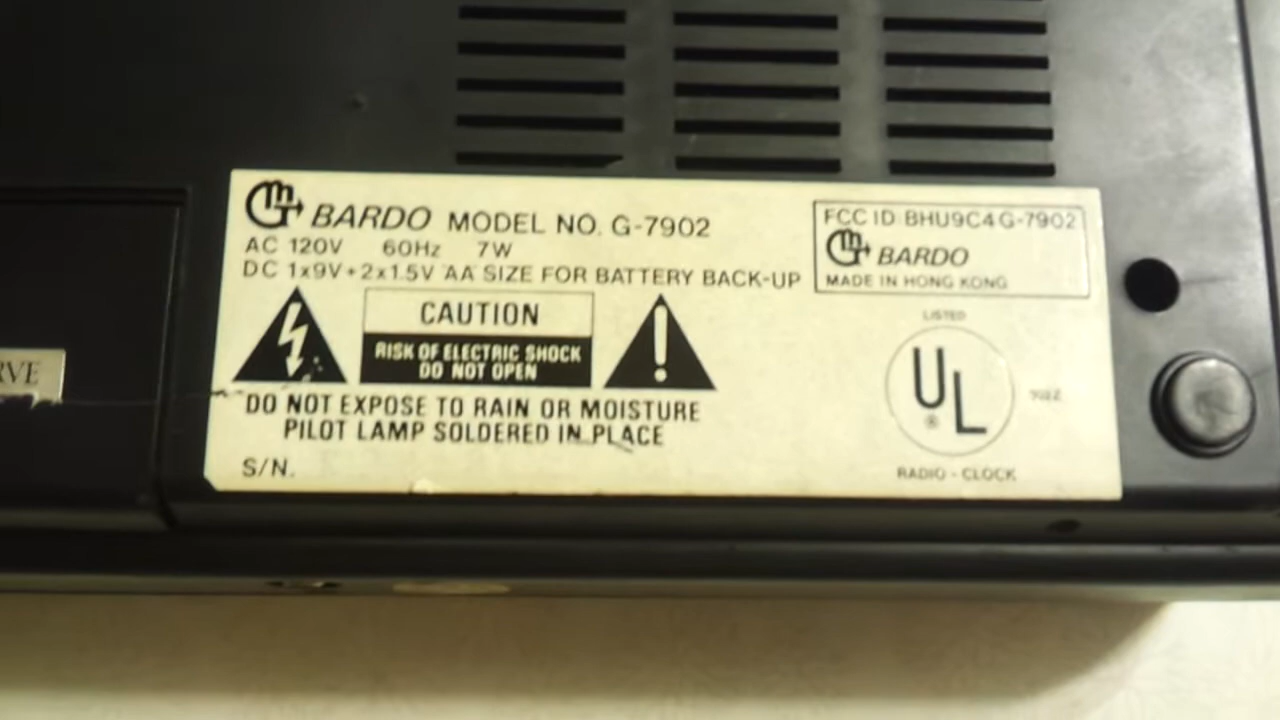 BARDO MODEL NO. G-7902
AC 120V 60Hz 7W
DC 1x9V+2x1.5V AA SIZE FOR BATTERY BACK-UP
CAUTION
RISK OF ELECTRIC SHOCK
DO NOT OPEN
DO NOT EXPOSE TO RAIN OR MOISTURE
PILOT LAMP SOLDERED IN PLACE
S/N.
FCC ID BHU9C4G-7902
BARDO
MADE IN HONG KONG
LISTED
UL
®
RADIO - CLOCK
RVE